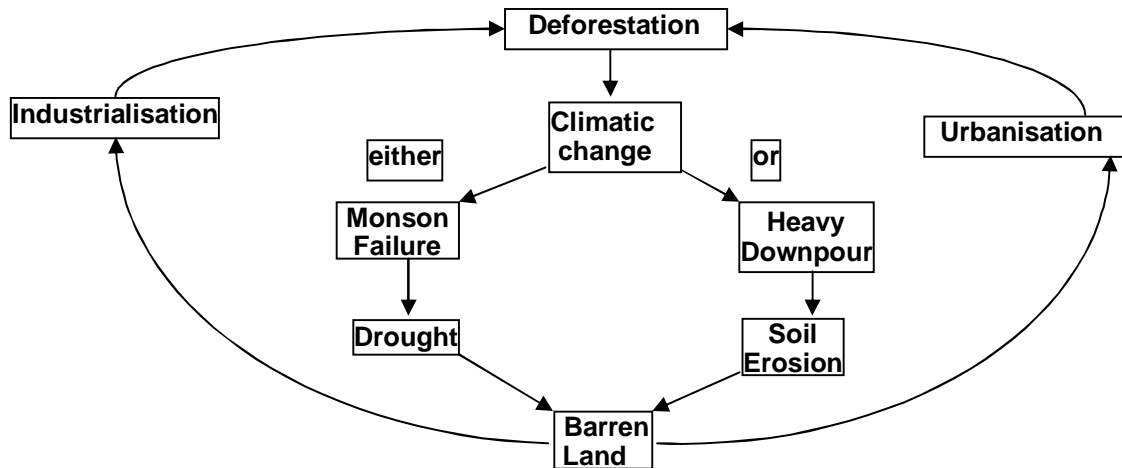 Deforestation
Industrialisation
Climatic
change
Urbanisation
either
or
Monson
Failure
Heavy
Downpour
Drought
Soil
Erosion
Barren
Land